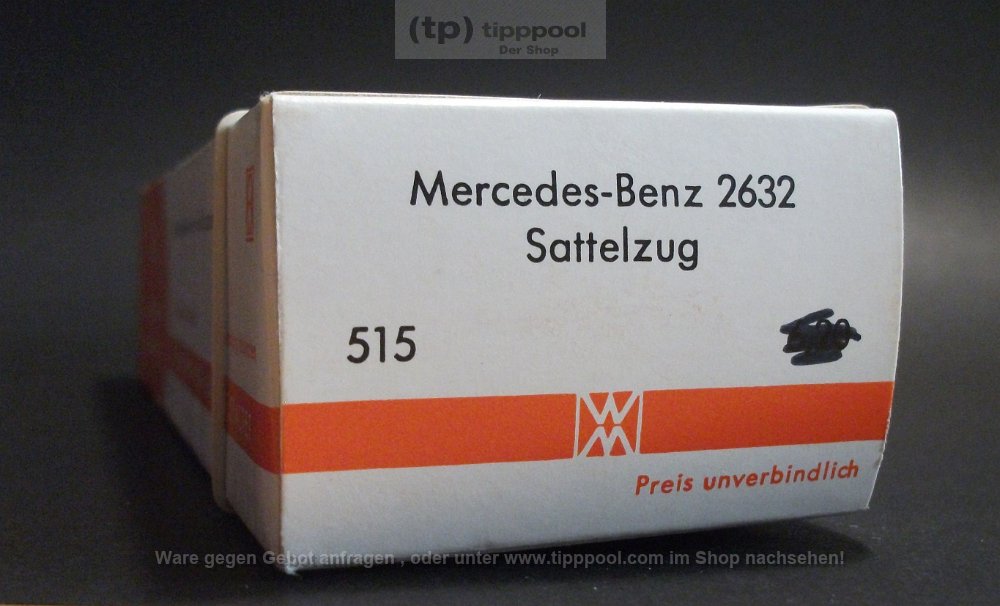 (tp) tipppool
Der Shop
Mercedes-Benz 2632
Sattelzug
515
WM
Preis unverbindlich
Ware gegen Gebot anfragen , oder unter www.tipppool.com im Shop nachsehen!